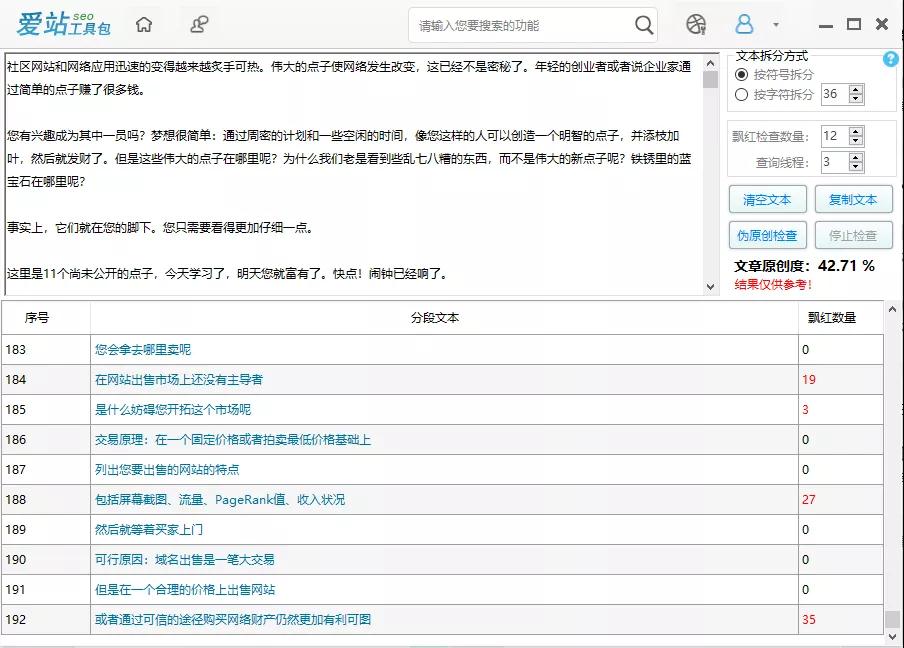 爱站seo工具包
请输入您要搜索的功能
社区网站和网络应用迅速的变得越来越炙手可热。伟大的点子使网络发生改变，这已经不是密秘了。年轻的创业者或者说企业家通
过简单的点子赚了很多钱。
您有兴趣成为其中一员吗？梦想很简单：通过周密的计划和一些空闲的时间，像您这样的人可以创造一个明智的点子，并添枝加
叶，然后就发财了。但是这些伟大的点子在哪里呢？为什么我们老是看到些乱七八糟的东西，而不是伟大的新点子呢？铁锈里的蓝
宝石在哪里呢？
事实上，它们就在您的脚下。您只需要看得更加仔细一点。
这里是11个尚未公开的点子，今天学习了，明天您就富有了。快点！闹钟已经响了。
文本拆分方式
?
按符号拆分
按字符拆分 36
飘红检查数量： 12
查询线程： 3
清空文本 复制文本
伪原创检查 停止检查
文章原创度：42.71 %
结果仅供参考！
序号 分段文本 飘红数量
183 您会拿去哪里卖呢 0
184 在网站出售市场上还没有主导者 19
185 是什么妨碍您开拓这个市场呢 3
186 交易原理：在一个固定价格或者拍卖最低价格基础上 0
187 列出您要出售的网站的特点 0
188 包括屏幕截图、流量、PageRank值、收入状况 27
189 然后就等着买家上门 0
190 可行原因：域名出售是一笔大交易 0
191 但是在一个合理的价格上出售网站 0
192 或者通过可信的途径购买网络财产仍然更加有利可图 35